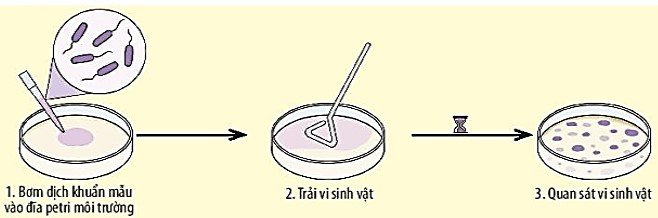 1. Bơm dịch khuẩn mẫu
vào đĩa petri môi trường
2. Trải vi sinh vật
3. Quan sát vi sinh vật